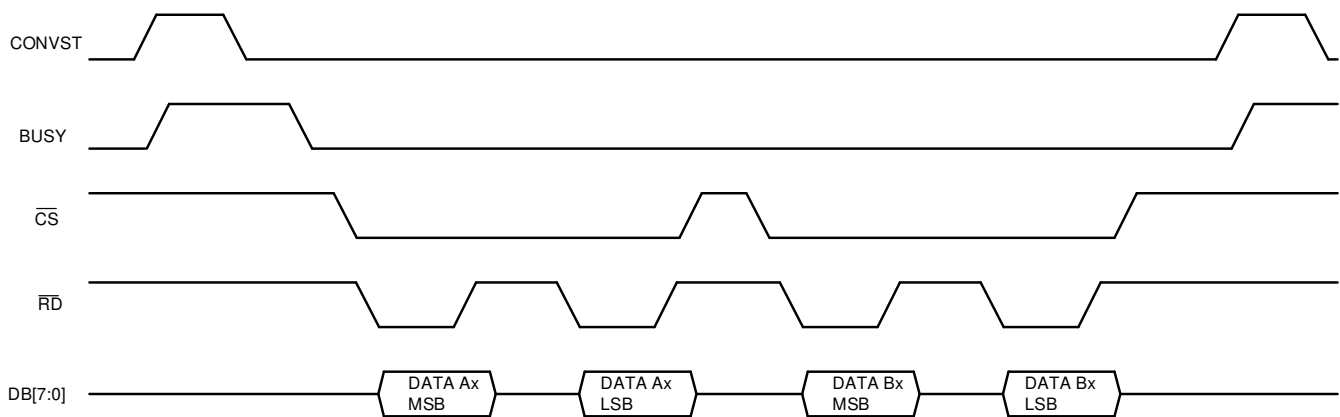 CONVST
BUSY
CS
RD
DB[7:0]
DATA Ax
MSB
DATA Ax
LSB
DATA Bx
MSB
DATA Bx
LSB